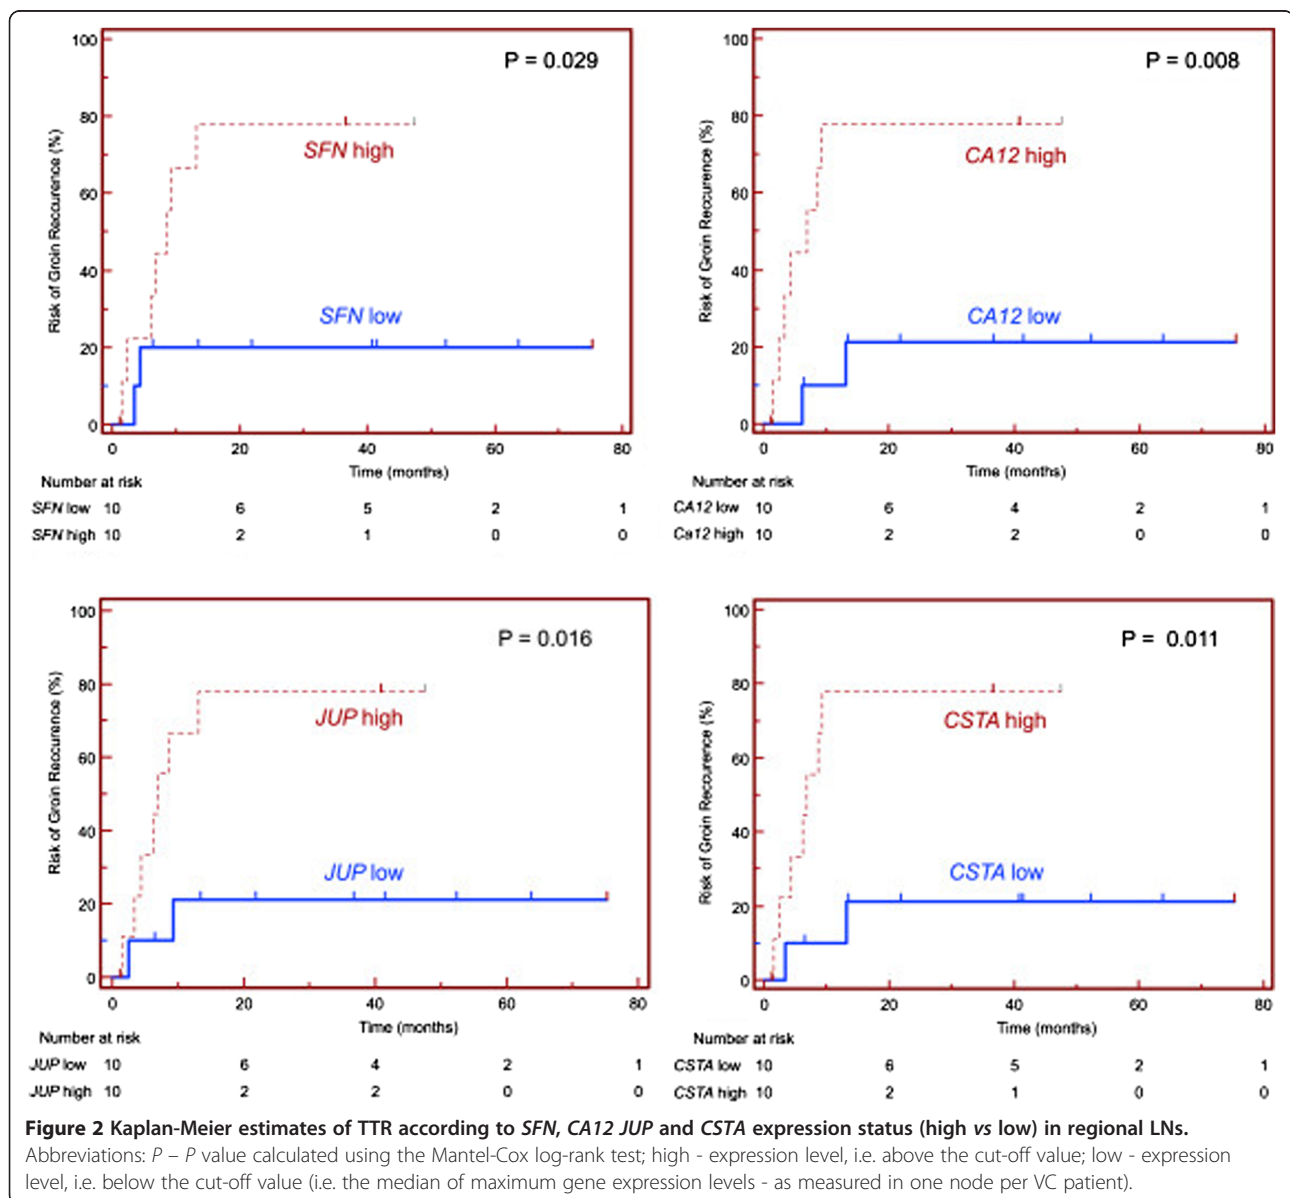 P = 0.029
100
80
60
40
20
0
Risk of Groin Reccurence (%)
SFN high
SFN low
0 20 40 60 80
Time (months)
Number at risk
SFN low 10 6 5 2 1
SFN high 10 2 1 0 0
P = 0.008
100
80
60
40
20
0
Risk of Groin Reccurence (%)
CA12 high
CA12 low
0 20 40 60 80
Time (months)
Number at risk
CA12 low 10 6 4 2 1
Ca12 high 10 2 2 0 0
P = 0.016
100
80
60
40
20
0
Risk of Groin Reccurence (%)
JUP high
JUP low
0 20 40 60 80
Time (months)
Number at risk
JUP low 10 6 4 2 1
JUP high 10 2 2 0 0
P = 0.011
100
80
60
40
20
0
Risk of Groin Reccurence (%)
CSTA high
CSTA low
0 20 40 60 80
Time (months)
Number at risk
CSTA low 10 6 5 2 1
CSTA high 10 2 1 0 0
Figure 2 Kaplan-Meier estimates of TTR according to SFN, CA12 JUP and CSTA expression status (high vs low) in regional LNs.
Abbreviations: P – P value calculated using the Mantel-Cox log-rank test; high - expression level, i.e. above the cut-off value; low - expression
level, i.e. below the cut-off value (i.e. the median of maximum gene expression levels - as measured in one node per VC patient).